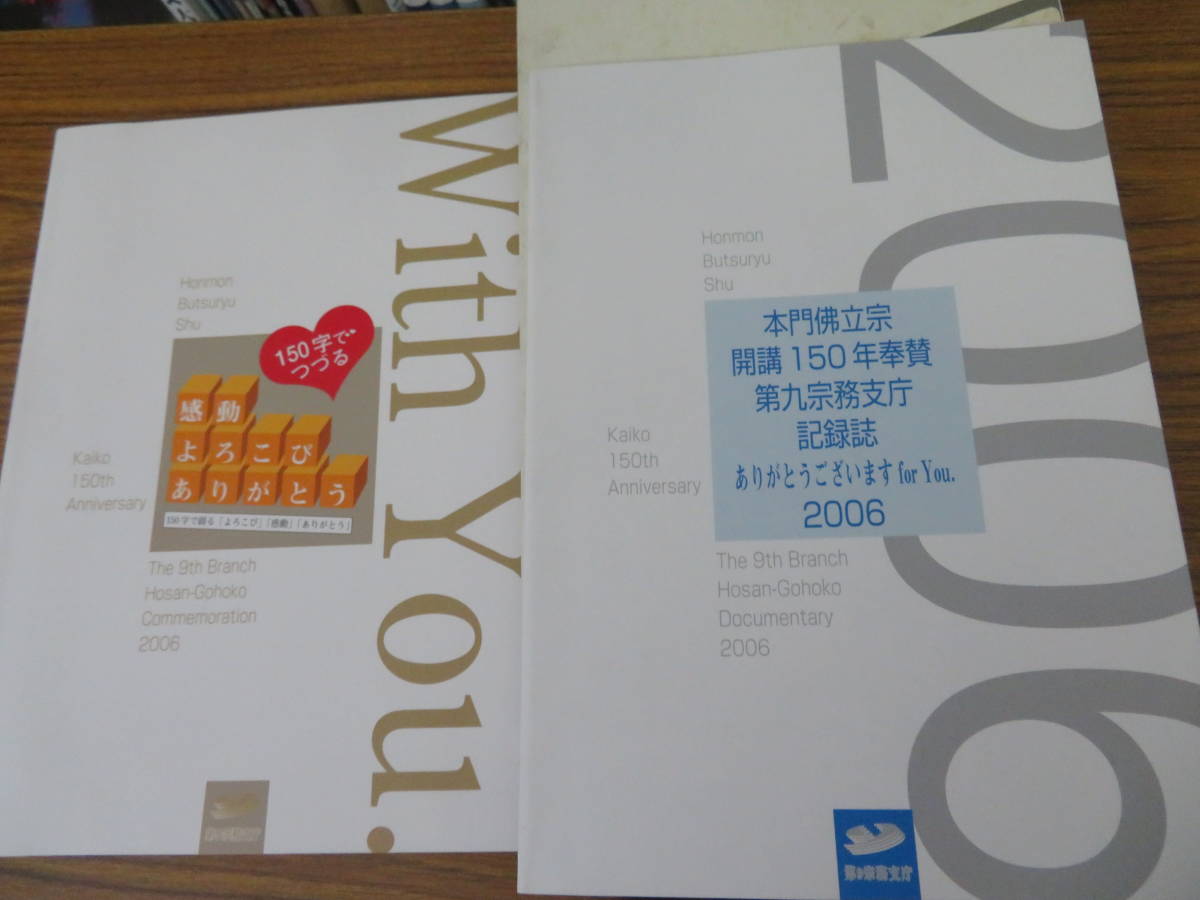 With You.
Honmon
Butsuryu
Shu
150字で
つづる
感動
よろこび
ありがとう
150字で綴る「よろこび」「感動」「ありがとう」
Kaiko
150th
Anniversary
The 9th Branch
Hosan-Gohoko
Commemoration
2006
2006
Honmon
Butsuryu
Shu
本門佛立宗
開講150年奉賛
第九宗務支庁
記録誌
ありがとうございます for You.
2006
Kaiko
150th
Anniversary
The 9th Branch
Hosan-Gohoko
Documentary
2006
第9宗務支庁